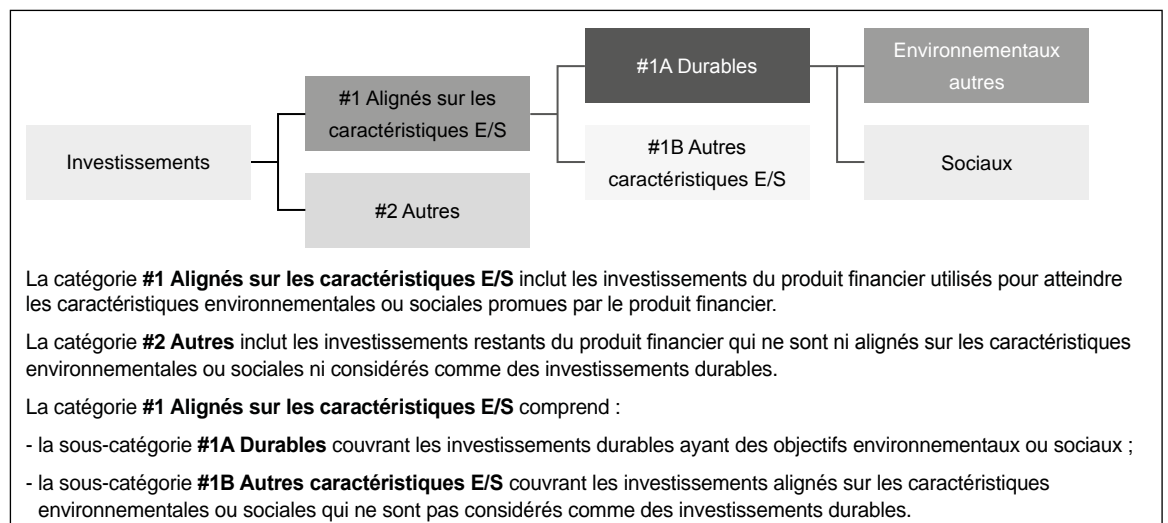 Investissements
#1 Alignés sur les
caractéristiques E/S
#2 Autres
#1A Durables
#1B Autres
caractéristiques E/S
Environnementaux
autres
Sociaux
La catégorie #1 Alignés sur les caractéristiques E/S inclut les investissements du produit financier utilisés pour atteindre
les caractéristiques environnementales ou sociales promues par le produit financier.
La catégorie #2 Autres inclut les investissements restants du produit financier qui ne sont ni alignés sur les caractéristiques
environnementales ou sociales ni considérés comme des investissements durables.
La catégorie #1 Alignés sur les caractéristiques E/S comprend :
- la sous-catégorie #1A Durables couvrant les investissements durables ayant des objectifs environnementaux ou sociaux ;
- la sous-catégorie #1B Autres caractéristiques E/S couvrant les investissements alignés sur les caractéristiques
environnementales ou sociales qui ne sont pas considérés comme des investissements durables.